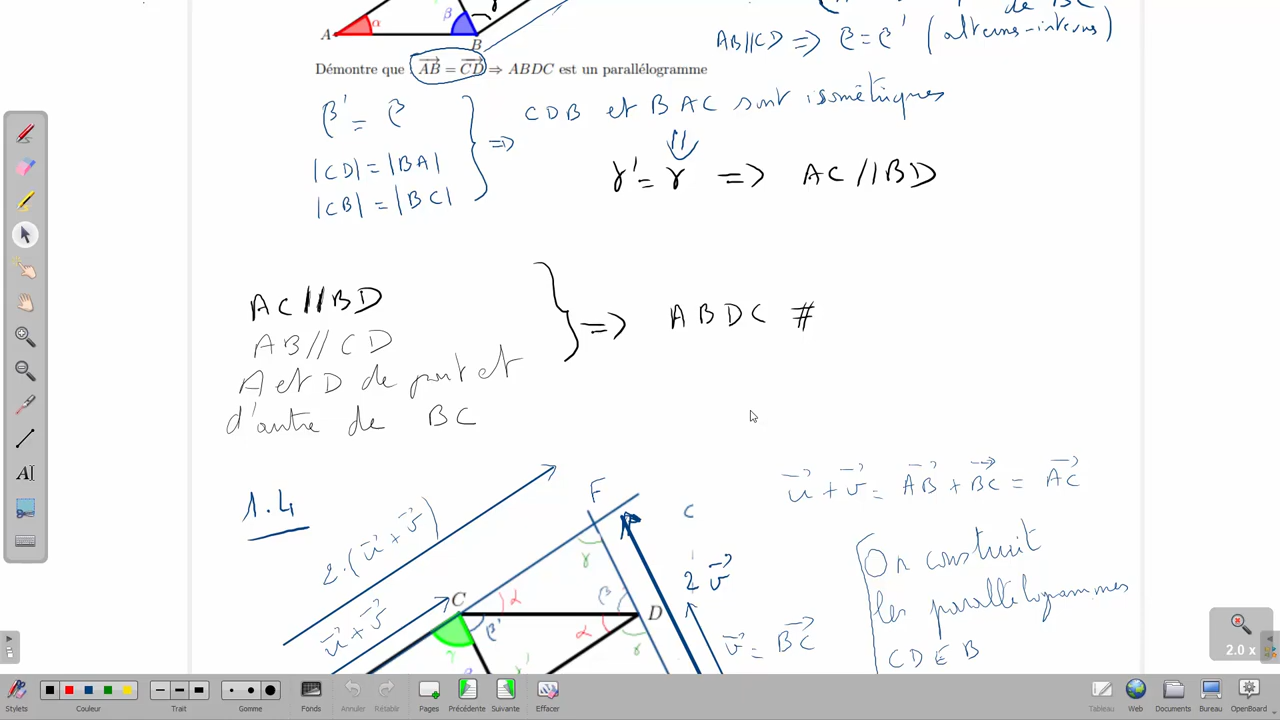 de BC
AB//CD => β=β' (alternes-internes)
α
β
γ
A
B
Démontre que : AB = CD ⇒ ABDC est un parallélogramme
β' = β
|CD|=|BA|
|CB|=|BC|
=> CDB et BAC sont isométriques
γ'=γ => AC//BD
AC//BD
AB//CD
A et D de part et
d'autre de BC
=> ABDC #
1.4
2.(u+v)
u+v
F
C
γ
2v
C
α
β
D
β'
α
γ
γ'
v = BC
u+v = AB+BC = AC
On construit
les parallélogrammes
CDEB
2.0 x
Stylets
Couleur
Trait
Gomme
Fonds
Annuler
Rétablir
Pages
Précédente
Suivante
Effacer
Tableau
Web
Documents
Bureau
OpenBoard